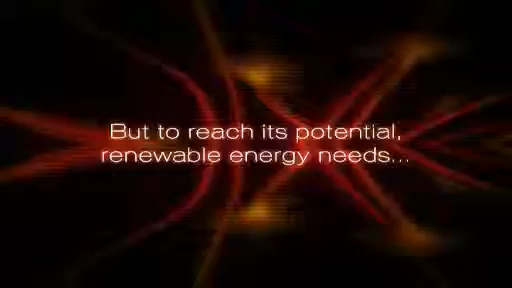 But to reach its potential,
renewable energy needs...